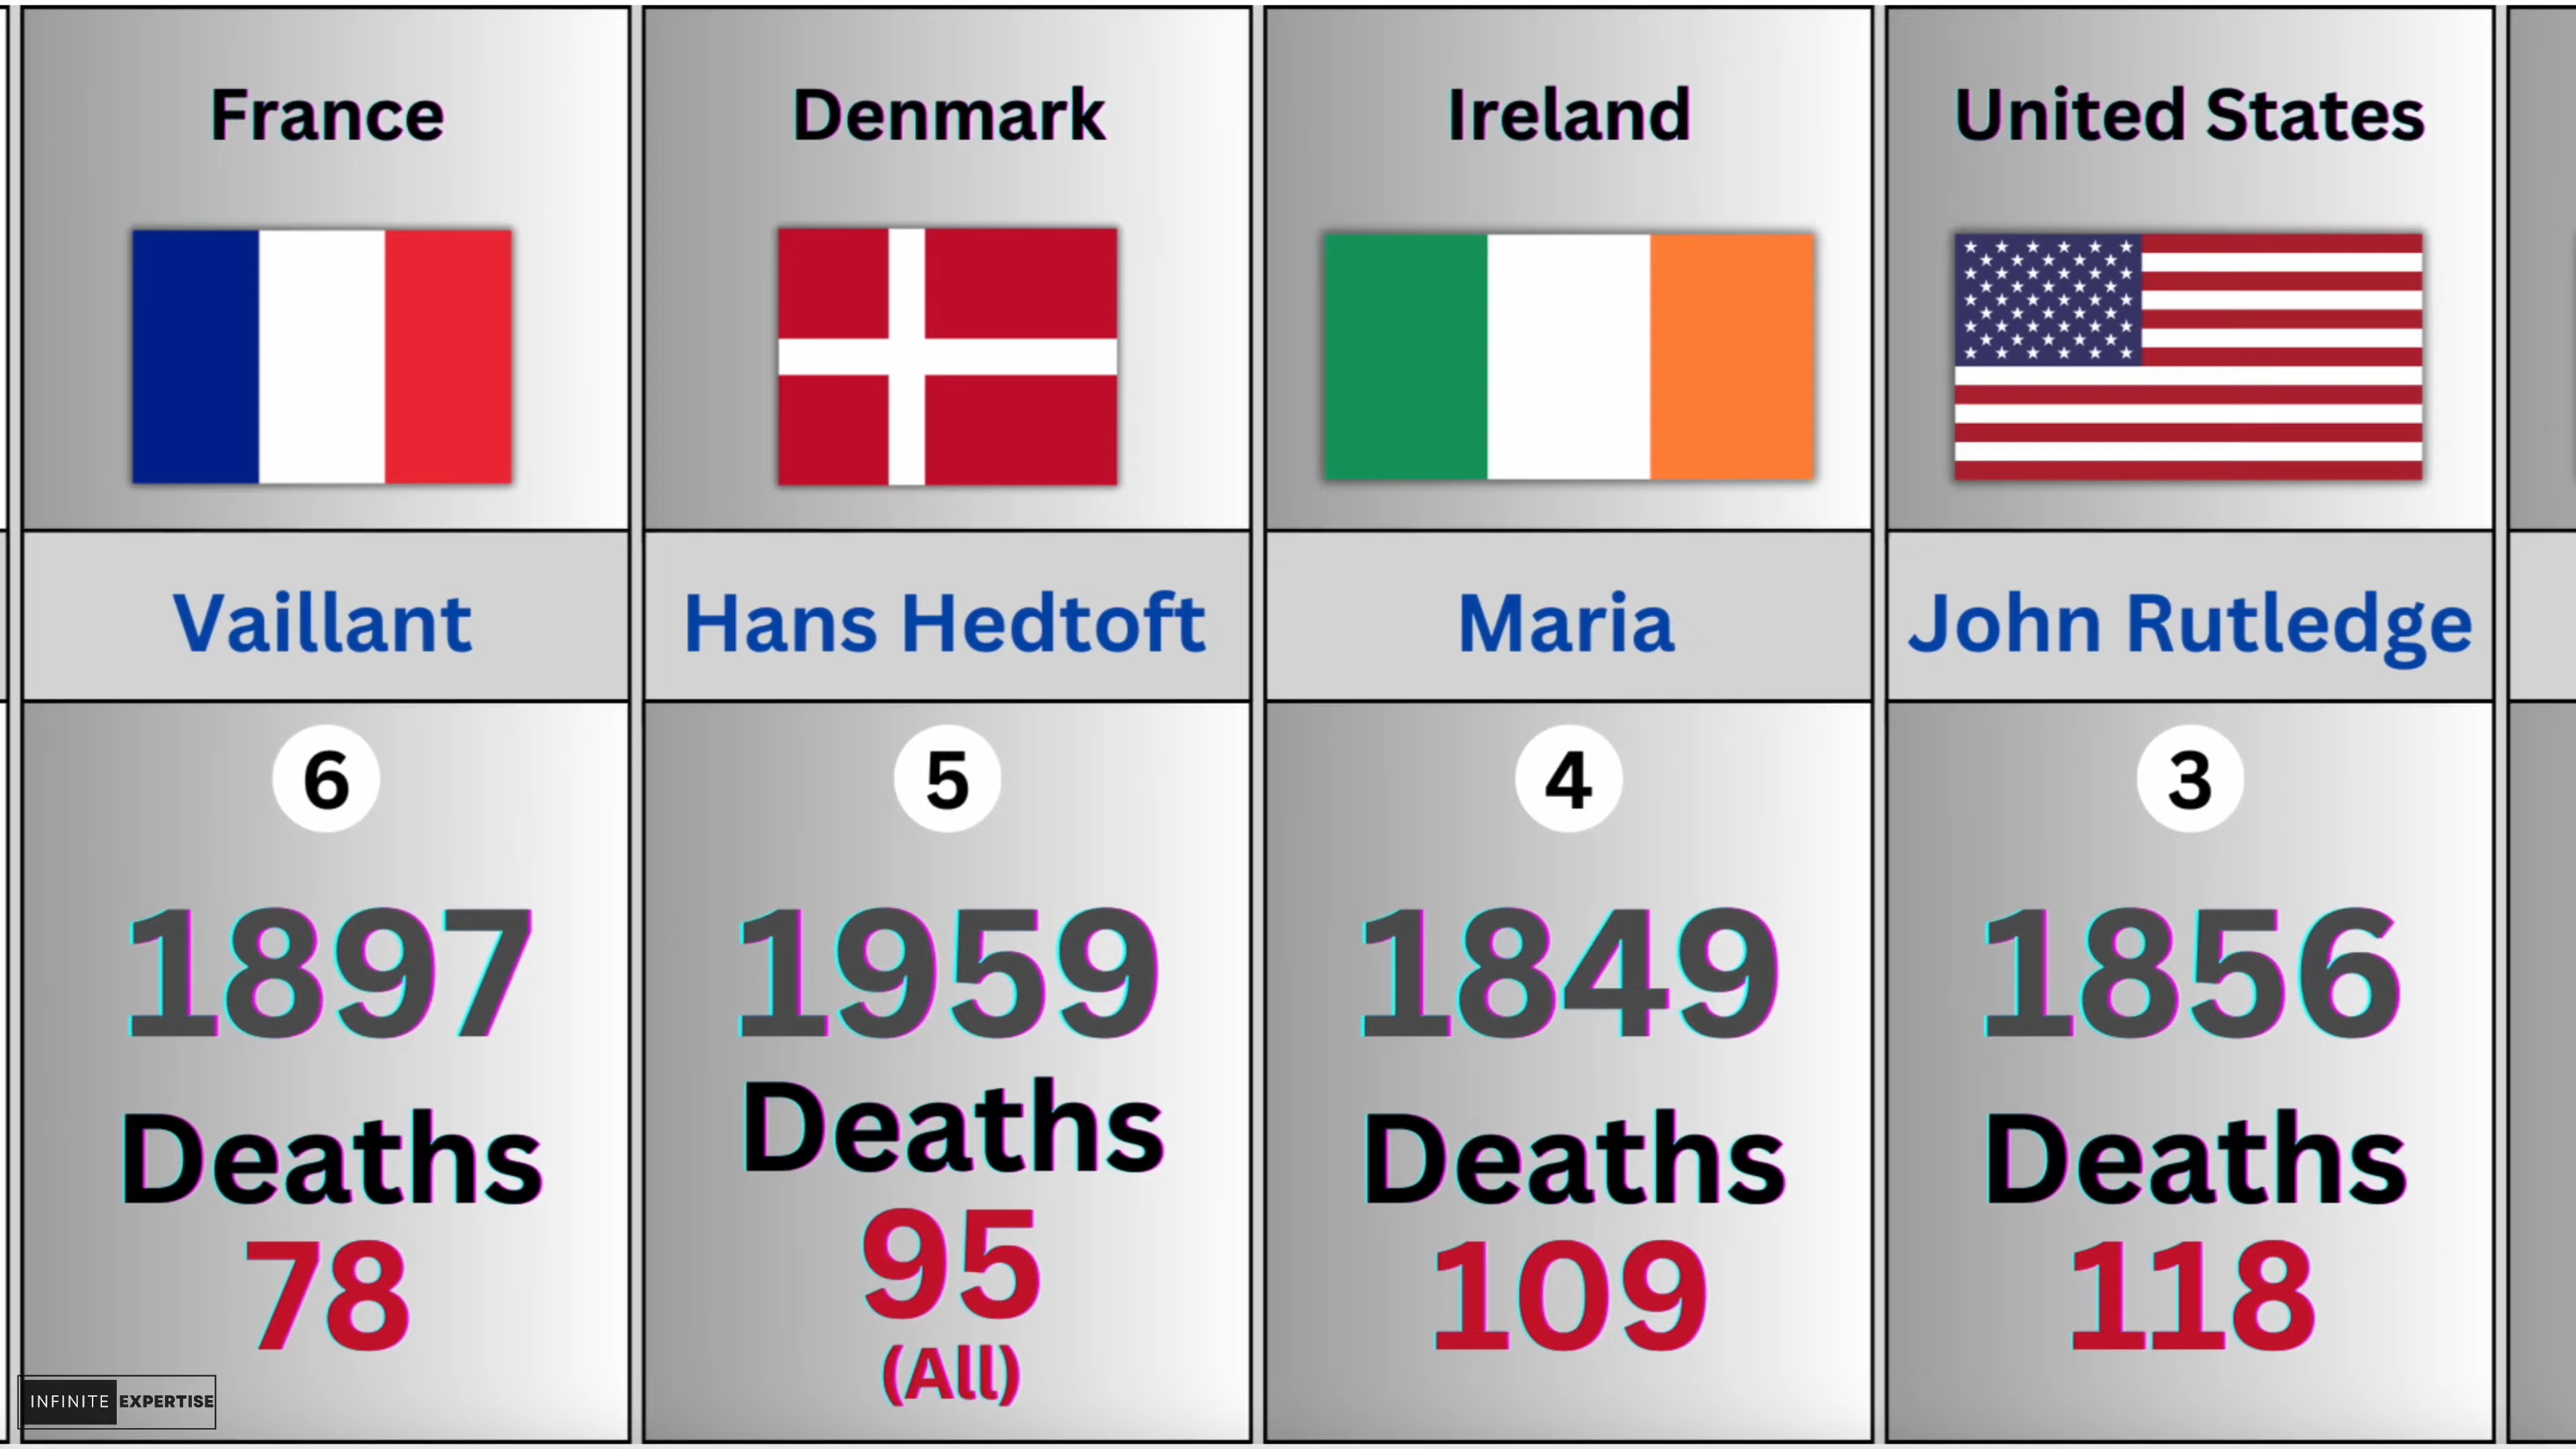 France
Denmark
Ireland
United States
Vaillant
Hans Hedtoft
Maria
John Rutledge
6
5
4
3
1897
1959
1849
1856
Deaths
Deaths
Deaths
Deaths
78
95
109
118
(All)
INFINITE EXPERTISE